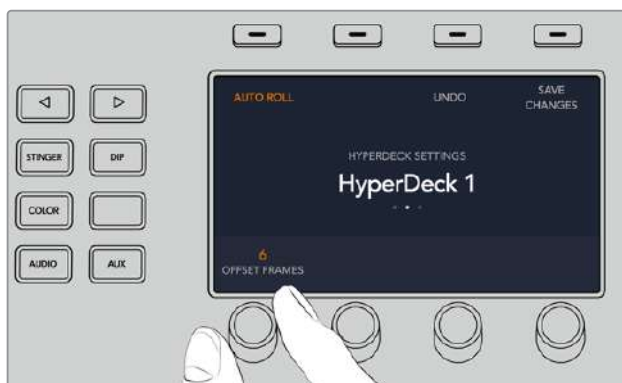 STINGER
DIP
COLOR
AUDIO
AUX
AUTO ROLL
UNDO
SAVE
CHANGES
HYPERDECK SETTINGS
HyperDeck 1
6
OFFSET FRAMES